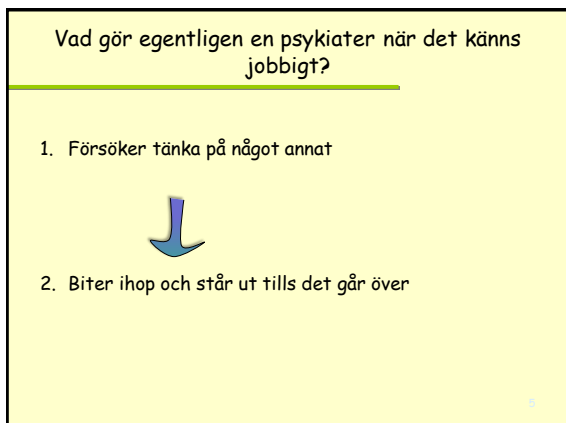 Vad gör egentligen en psykiater när det känns
jobbigt?
1. Försöker tänka på något annat
2. Biter ihop och står ut tills det går över
5